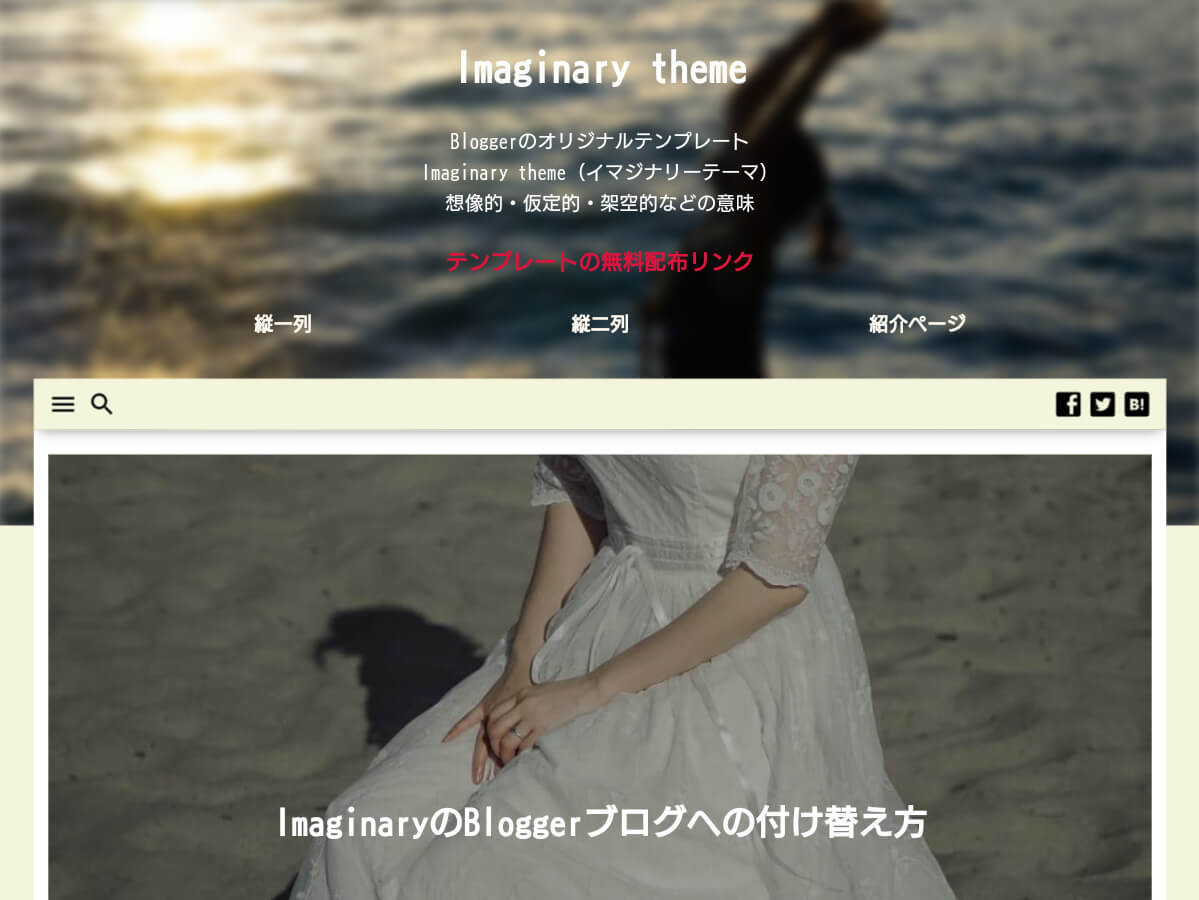 Imaginary theme
Bloggerのオリジナルテンプレート
Imaginary theme（イマジナリーテーマ）
想像的・仮定的・架空的などの意味
テンプレートの無料配布リンク
縦一列
縦二列
紹介ページ
B!
ImaginaryのBloggerブログへの付け替え方